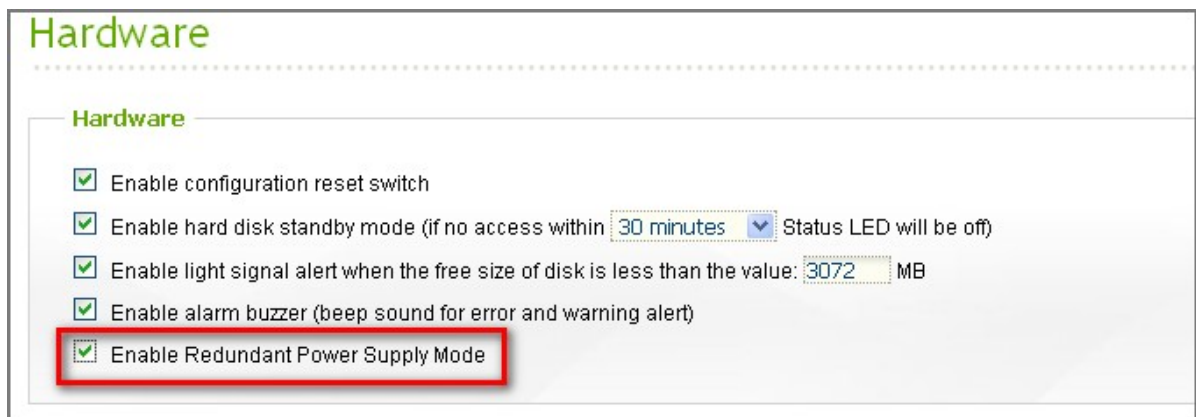 Hardware
Hardware
Enable configuration reset switch
Enable hard disk standby mode (if no access within 30 minutes Status LED will be off)
Enable light signal alert when the free size of disk is less than the value: 3072 MB
Enable alarm buzzer (beep sound for error and warning alert)
Enable Redundant Power Supply Mode